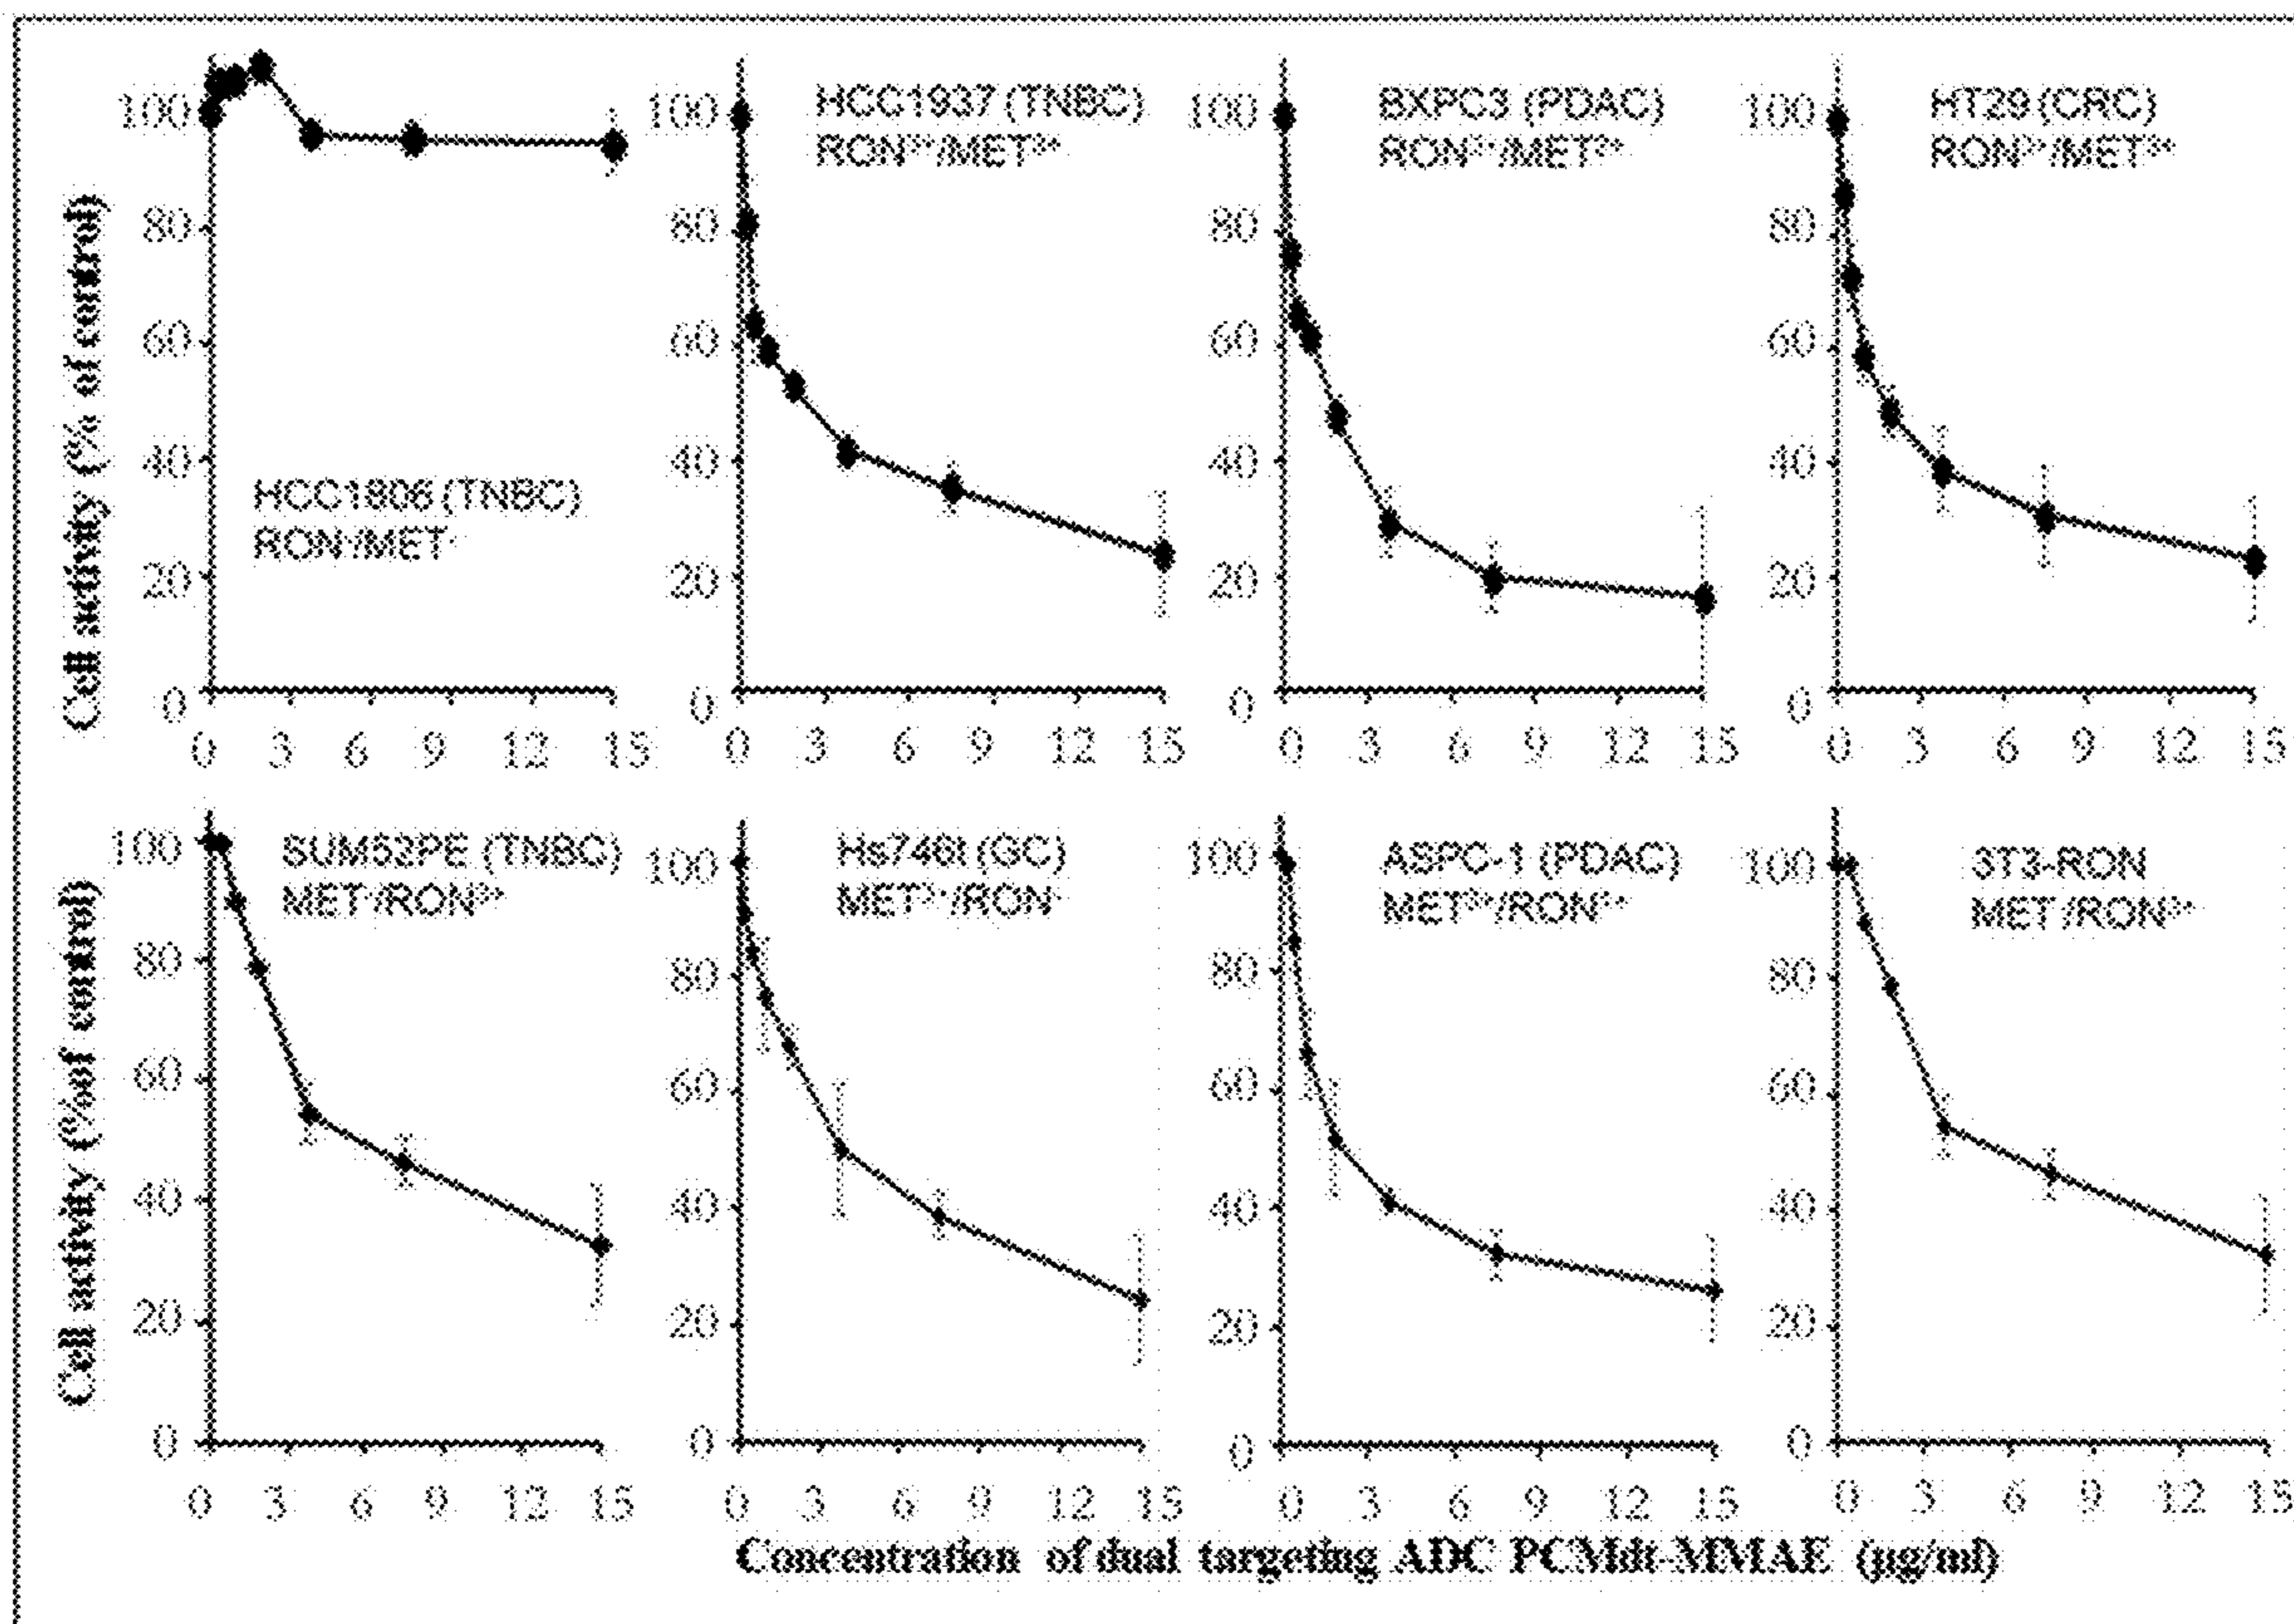 Cell activity (% of control)
100
80
60
40
20
0
HCC1806 (TNBC)
RON⁻/MET⁻
0 3 6 9 12 15
100
80
60
40
20
0
HCC1937 (TNBC)
0 3 6 9 12 15
100
80
60
40
20
0
BXPC3 (PDAC)
0 3 6 9 12 15
100
80
60
40
20
0
HT29 (CRC)
0 3 6 9 12 15
Cell activity (%of control)
100
80
60
40
20
0
SUM52PE (TNBC)
0 3 6 9 12 15
100
80
60
40
20
0
Hs746t (GC)
0 3 6 9 12 15
100
80
60
40
20
0
ASPC-1 (PDAC)
0 3 6 9 12 15
100
80
60
40
20
0
3T3-RON
0 3 6 9 12 15
Concentration of dual targeting ADC PCMdt-MMAE (μg/ml)